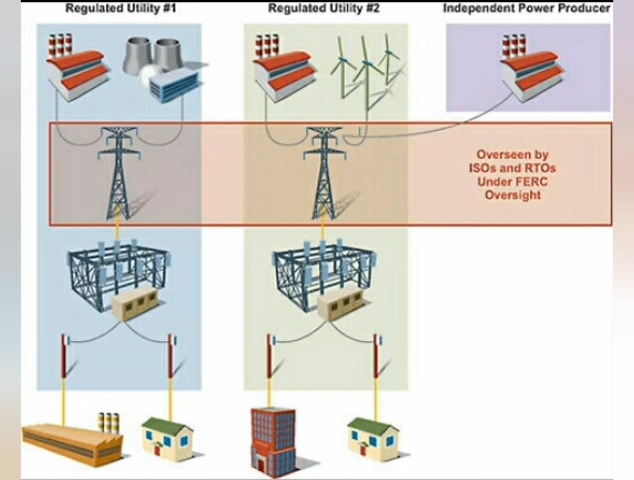 Regulated Utility #1
Regulated Utility #2
Independent Power Producer
Overseen by
ISOs and RTOs
Under FERC
Oversight